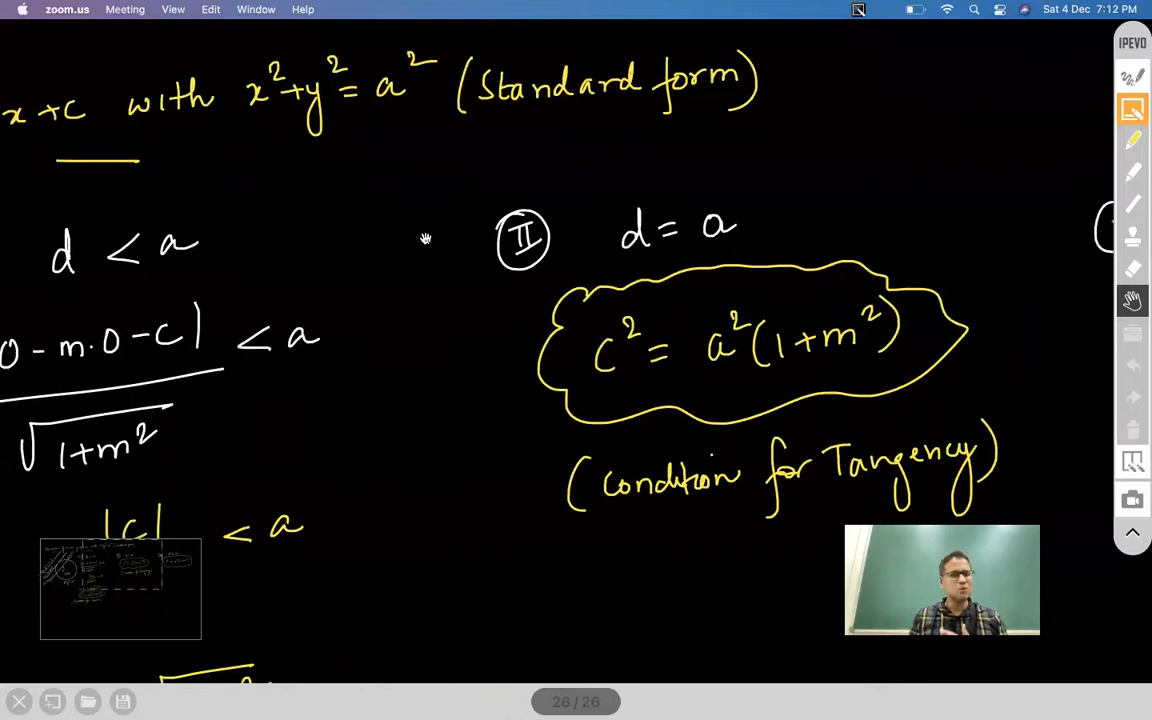 zoom.us Meeting View Edit Window Help Sat 4 Dec 7:12 PM
IPEVO
x+c with x²+y²=a² (Standard form)
d < a
0 - m.0 - c| < a
√1+m²
|c| < a
II d = a
c² = a²(1+m²)
(condition for Tangency)
26 / 26